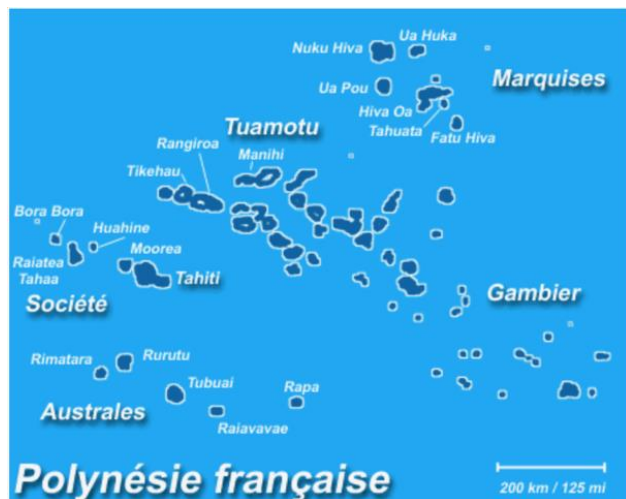 Nuku Hiva
Ua Huka
Marquises
Ua Pou
Hiva Oa
Tahuata
Fatu Hiva
Tuamotu
Rangiroa
Manihi
Tikehau
Bora Bora
Huahine
Moorea
Raiatea
Tahaa
Tahiti
Société
Gambier
Rimatara
Rurutu
Tubuai
Rapa
Australes
Raiavavae
Polynésie française
200 km / 125 mi